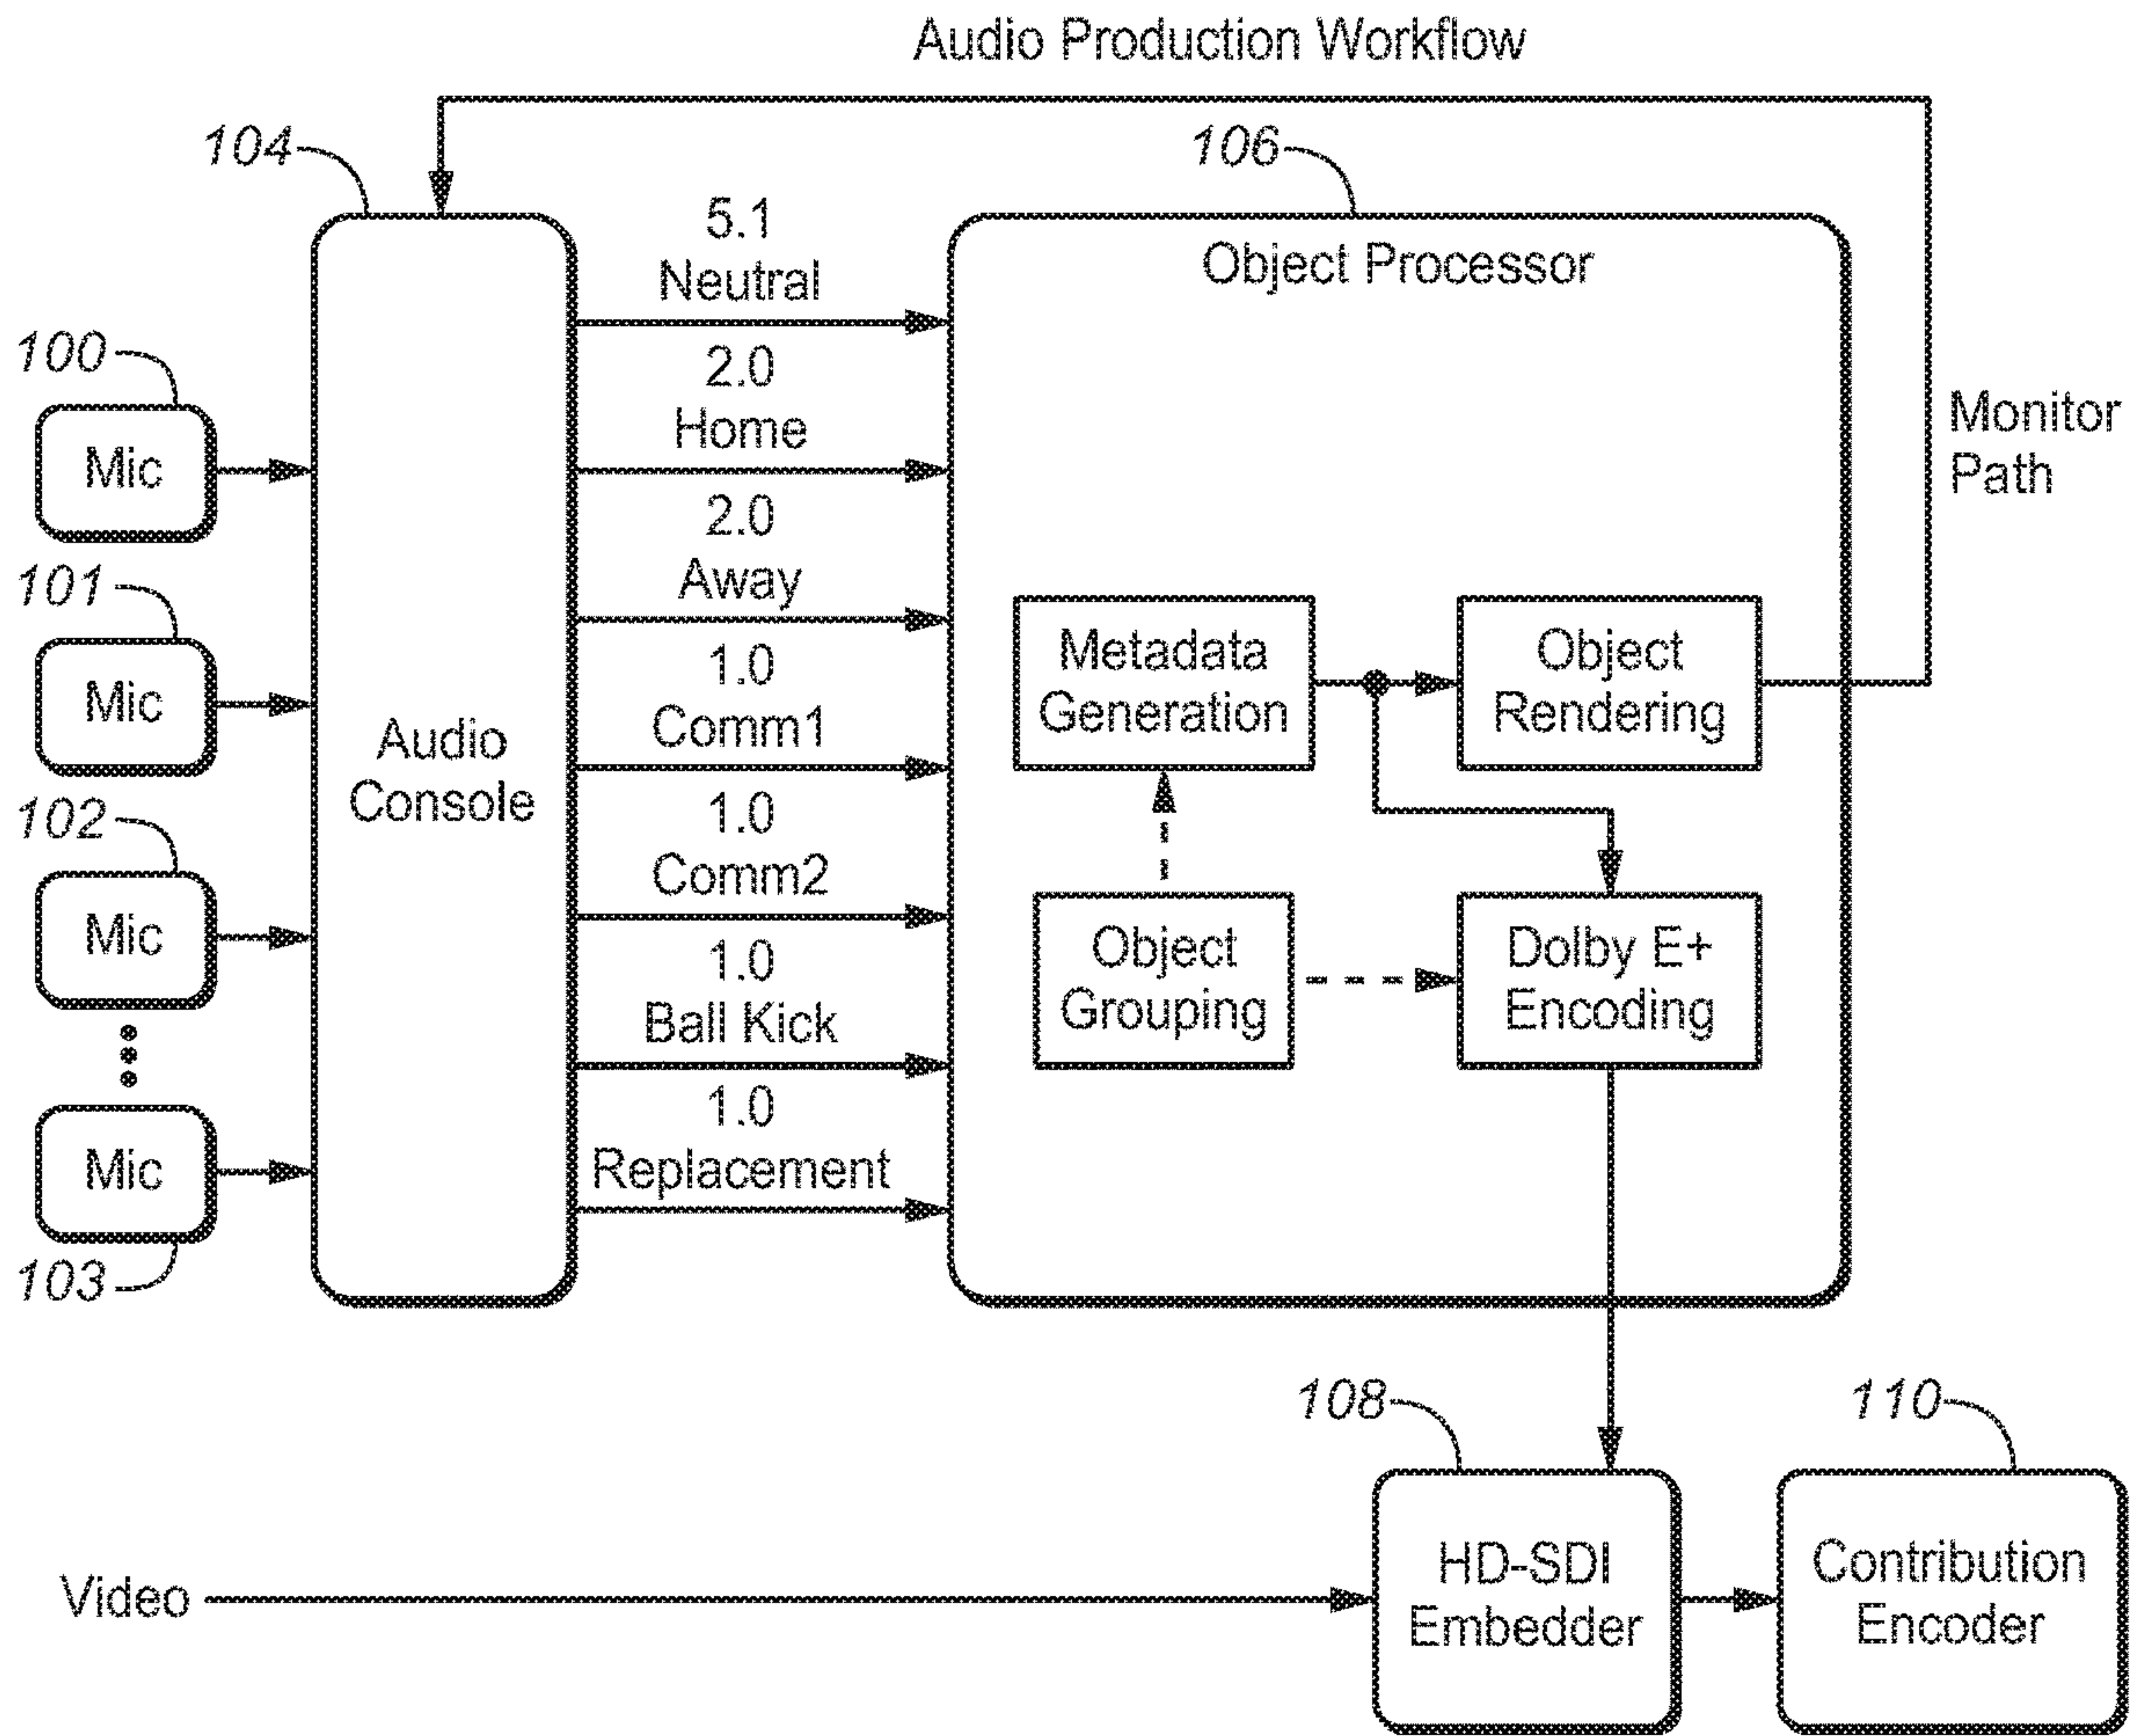 Audio Production Workflow
104
106
5.1
Neutral
Object Processor
100
2.0
Home
Monitor
Path
Mic
2.0
Away
101
Mic
1.0
Comm1
Metadata
Generation
Object
Rendering
Audio
Console
102
1.0
Comm2
Mic
Object
Grouping
Dolby E+
Encoding
1.0
Ball Kick
Mic
1.0
Replacement
103
108
110
Video
HD-SDI
Embedder
Contribution
Encoder